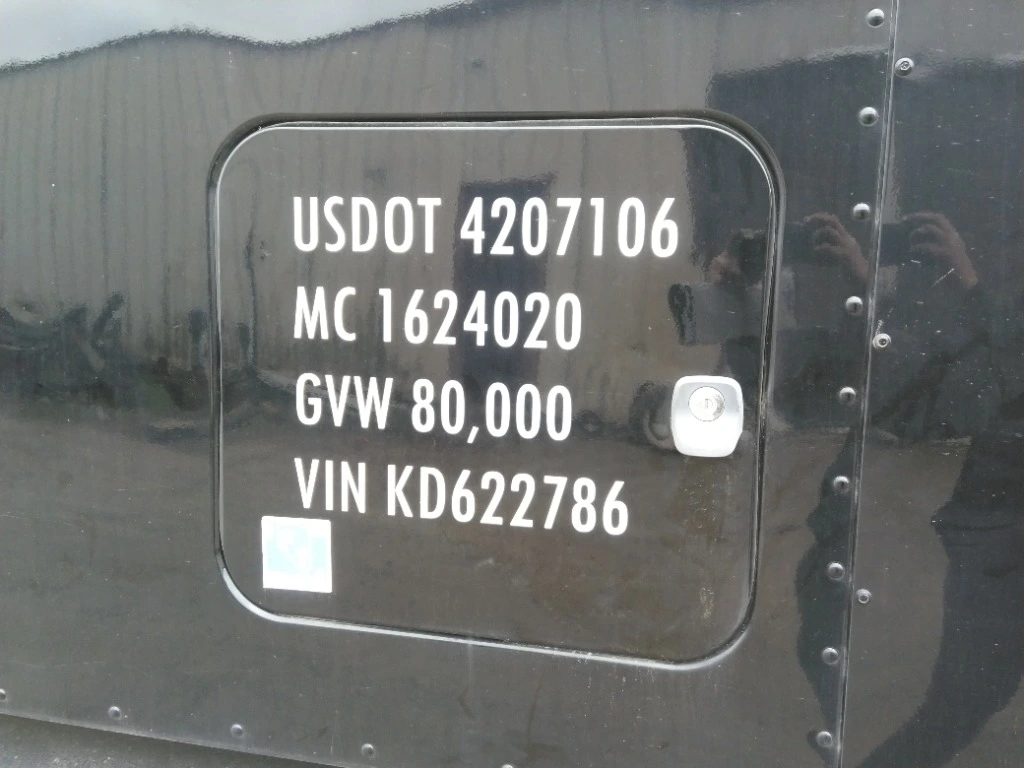 USDOT 4207106
MC 1624020
GVW 80,000
VIN KD622786